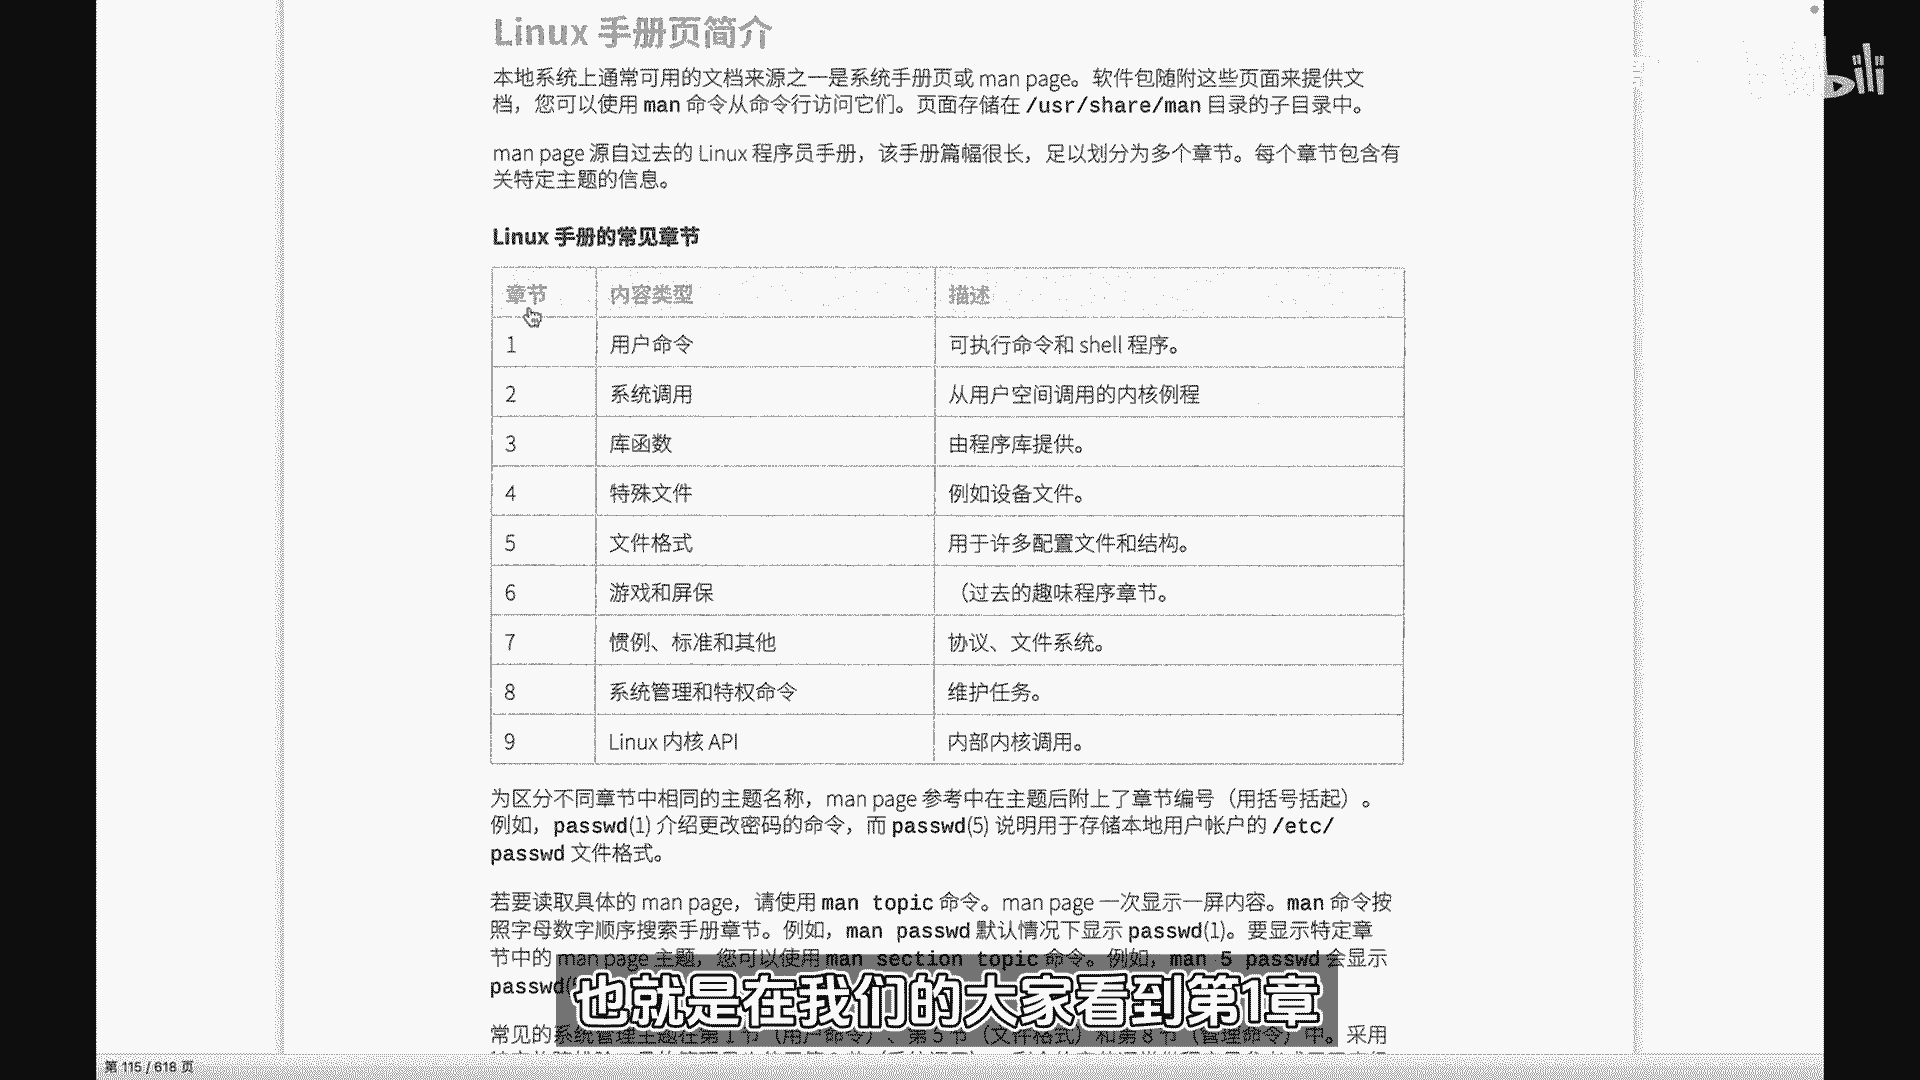 Linux 手册页简介
bili
本地系统上通常可用的文档来源之一是系统手册页或 man page。软件包随附这些页面来提供文
档，您可以使用 man 命令从命令行访问它们。页面存储在 /usr/share/man 目录的子目录中。
man page 源自过去的 Linux 程序员手册，该手册篇幅很长，足以划分为多个章节。每个章节包含有
关特定主题的信息。
Linux 手册的常见章节
章节 内容类型 描述
1 用户命令 可执行命令和 shell 程序。
2 系统调用 从用户空间调用的内核例程
3 库函数 由程序库提供。
4 特殊文件 例如设备文件。
5 文件格式 用于许多配置文件和结构。
6 游戏和屏保 （过去的趣味程序章节。
7 惯例、标准和其他 协议、文件系统。
8 系统管理和特权命令 维护任务。
9 Linux 内核 API 内部内核调用。
为区分不同章节中相同的主题名称，man page 参考中在主题后附上了章节编号（用括号括起）。
例如，passwd(1) 介绍更改密码的命令，而 passwd(5) 说明用于存储本地用户帐户的 /etc/
passwd 文件格式。
若要读取具体的 man page，请使用 man topic 命令。man page 一次显示一屏内容。man 命令按
照字母数字顺序搜索手册章节。例如，man passwd 默认情况下显示 passwd(1)。要显示特定章
节中的 man page 主题，您可以使用 man section topic 命令。例如，man 5 passwd 会显示
passwd
也就是在我们的大家看到第1章
常见的系统管理主题在第 1 节（用户命令）、第 5 节（文件格式）和第 8 节（管理命令）中。采用
第 115 / 618 页